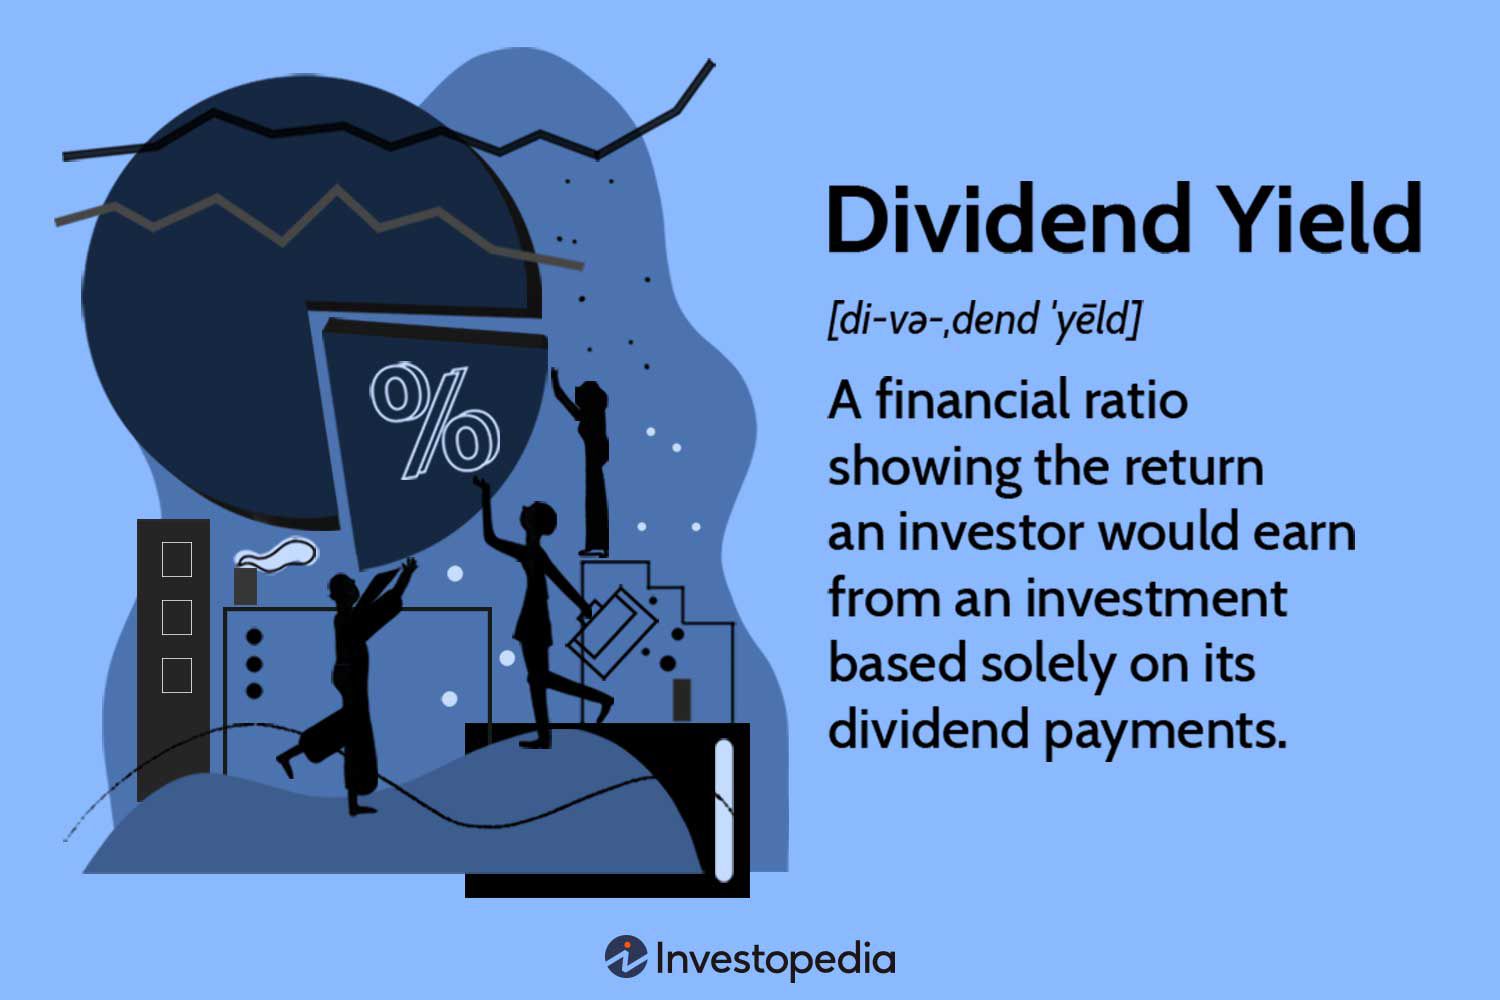 %
Dividend Yield
[di-və-ˌdend ˈyēld]
A financial ratio
showing the return
an investor would earn
from an investment
based solely on its
dividend payments.
Investopedia